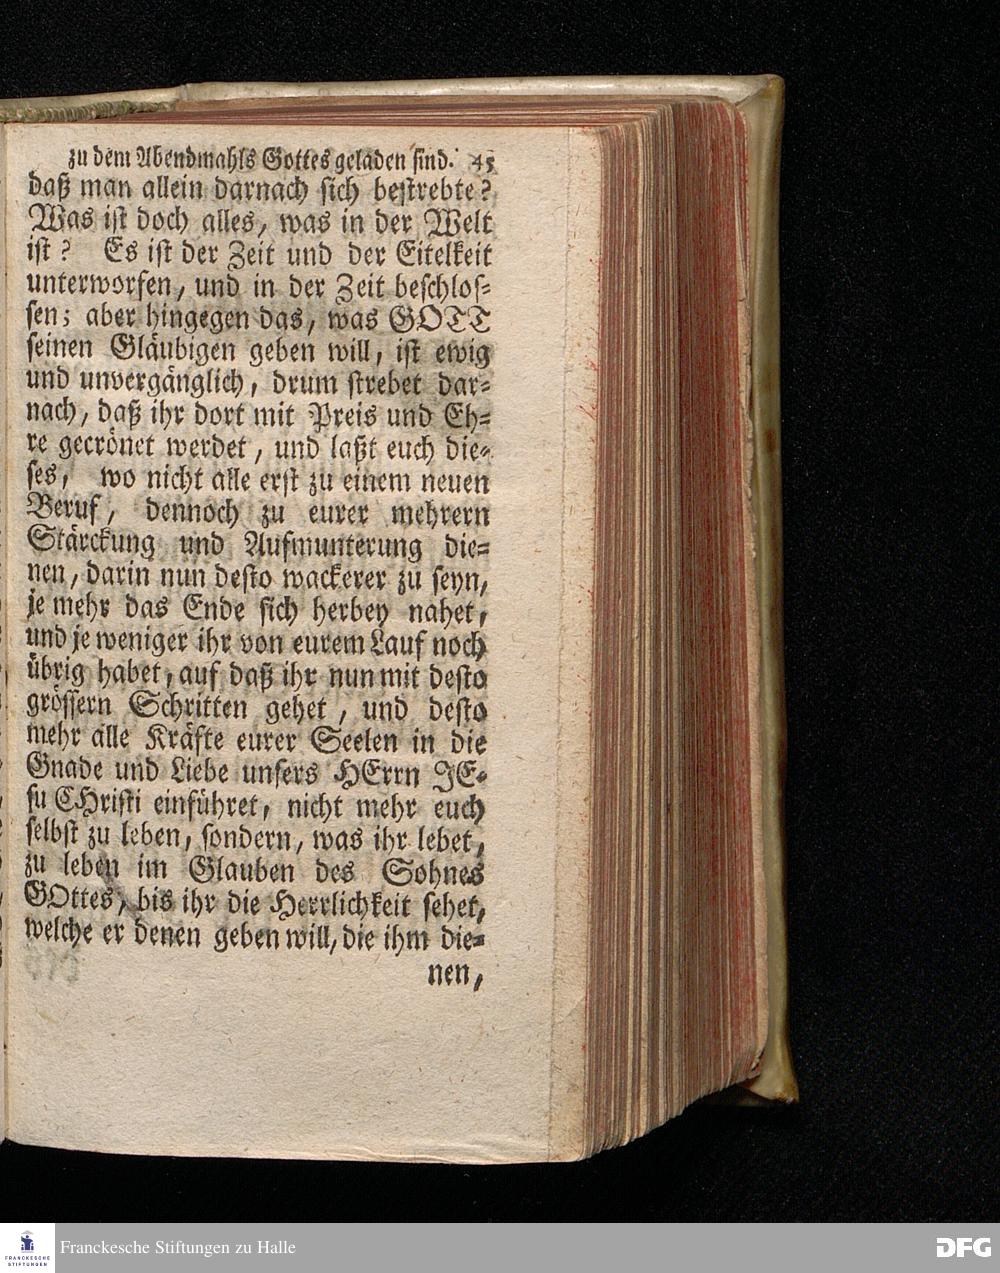 zu dem Abendmahls Gottes geladen sind. 45
daß man allein darnach sich bestrebte?
Was ist doch alles, was in der Welt
ist? Es ist der Zeit und der Eitelkeit
unterworfen, und in der Zeit beschlos-
sen; aber hingegen das, was GOTT
seinen Gläubigen geben will, ist ewig
und unvergänglich, drum strebet dar-
nach, daß ihr dort mit Preis und Eh-
re gecrönet werdet, und laßt euch die-
ses, wo nicht alle erst zu einem neuen
Beruf, dennoch zu eurer mehrern
Stärckung und Aufmunterung die-
nen, darin nun desto wackerer zu seyn,
je mehr das Ende sich herbey nahet,
und je weniger ihr von eurem Lauf noch
übrig habet, auf daß ihr nun mit desto
grössern Schritten gehet, und desto
mehr alle Kräfte eurer Seelen in die
Gnade und Liebe unsers HErrn JE-
su CHristi einführet, nicht mehr euch
selbst zu leben, sondern, was ihr lebet,
zu leben im Glauben des Sohnes
GOttes, bis ihr die Herrlichkeit sehet,
welche er denen geben will, die ihm die-
nen,
FRANCKESCHE
STIFTUNGEN
Franckesche Stiftungen zu Halle
DFG